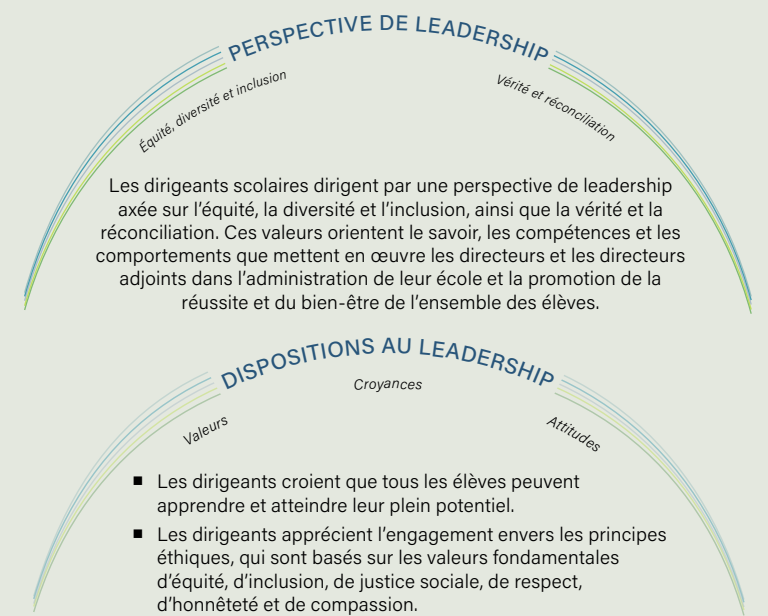 PERSPECTIVE DE LEADERSHIP
Équité, diversité et inclusion
Vérité et réconciliation
Les dirigeants scolaires dirigent par une perspective de leadership
axée sur l'équité, la diversité et l'inclusion, ainsi que la vérité et la
réconciliation. Ces valeurs orientent le savoir, les compétences et les
comportements que mettent en œuvre les directeurs et les directeurs
adjoints dans l'administration de leur école et la promotion de la
réussite et du bien-être de l'ensemble des élèves.
DISPOSITIONS AU LEADERSHIP
Croyances
Valeurs
Attitudes
■ Les dirigeants croient que tous les élèves peuvent
apprendre et atteindre leur plein potentiel.
■ Les dirigeants apprécient l'engagement envers les principes
éthiques, qui sont basés sur les valeurs fondamentales
d'équité, d'inclusion, de justice sociale, de respect,
d'honnêteté et de compassion.